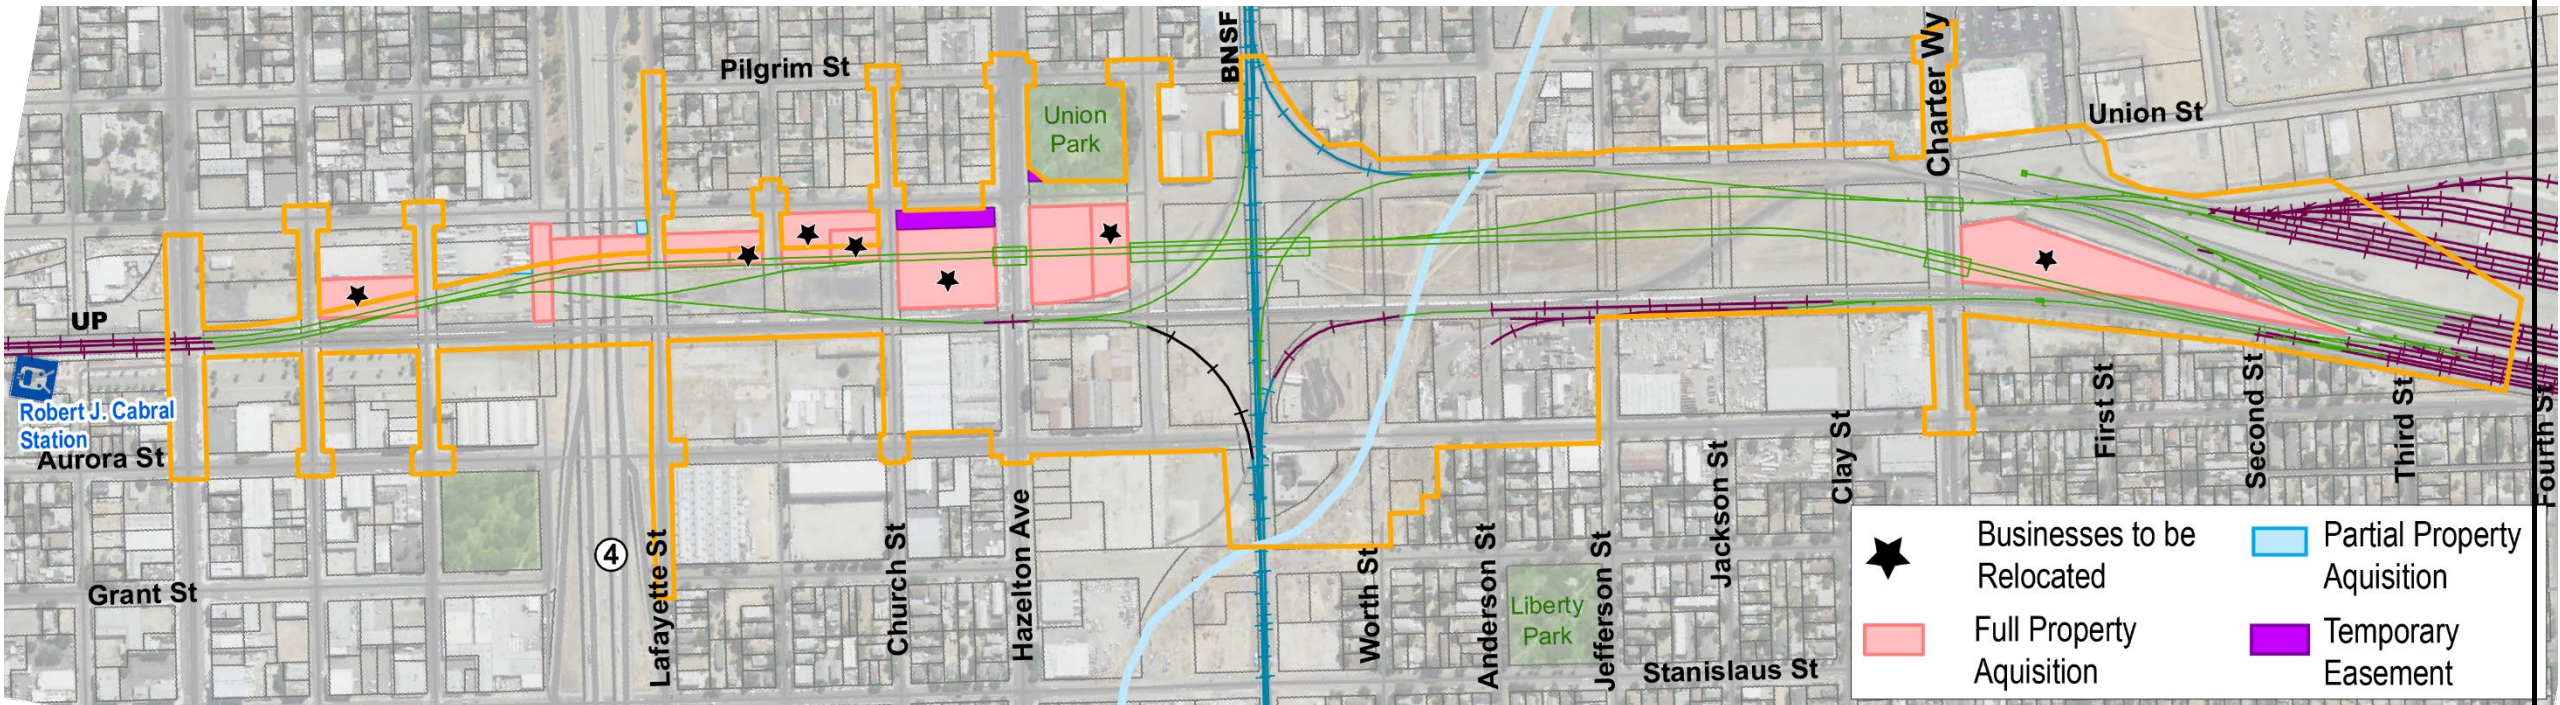 Pilgrim St
BNSF
Charter Wy
Union St
Union
Park
UP
Robert J. Cabral
Station
Aurora St
Grant St
4
Lafayette St
Church St
Hazelton Ave
Worth St
Anderson St
Liberty
Park
Jefferson St
Jackson St
Clay St
First St
Second St
Third St
Fourth St
Stanislaus St
Businesses to be
Relocated
Full Property
Aquisition
Partial Property
Aquisition
Temporary
Easement